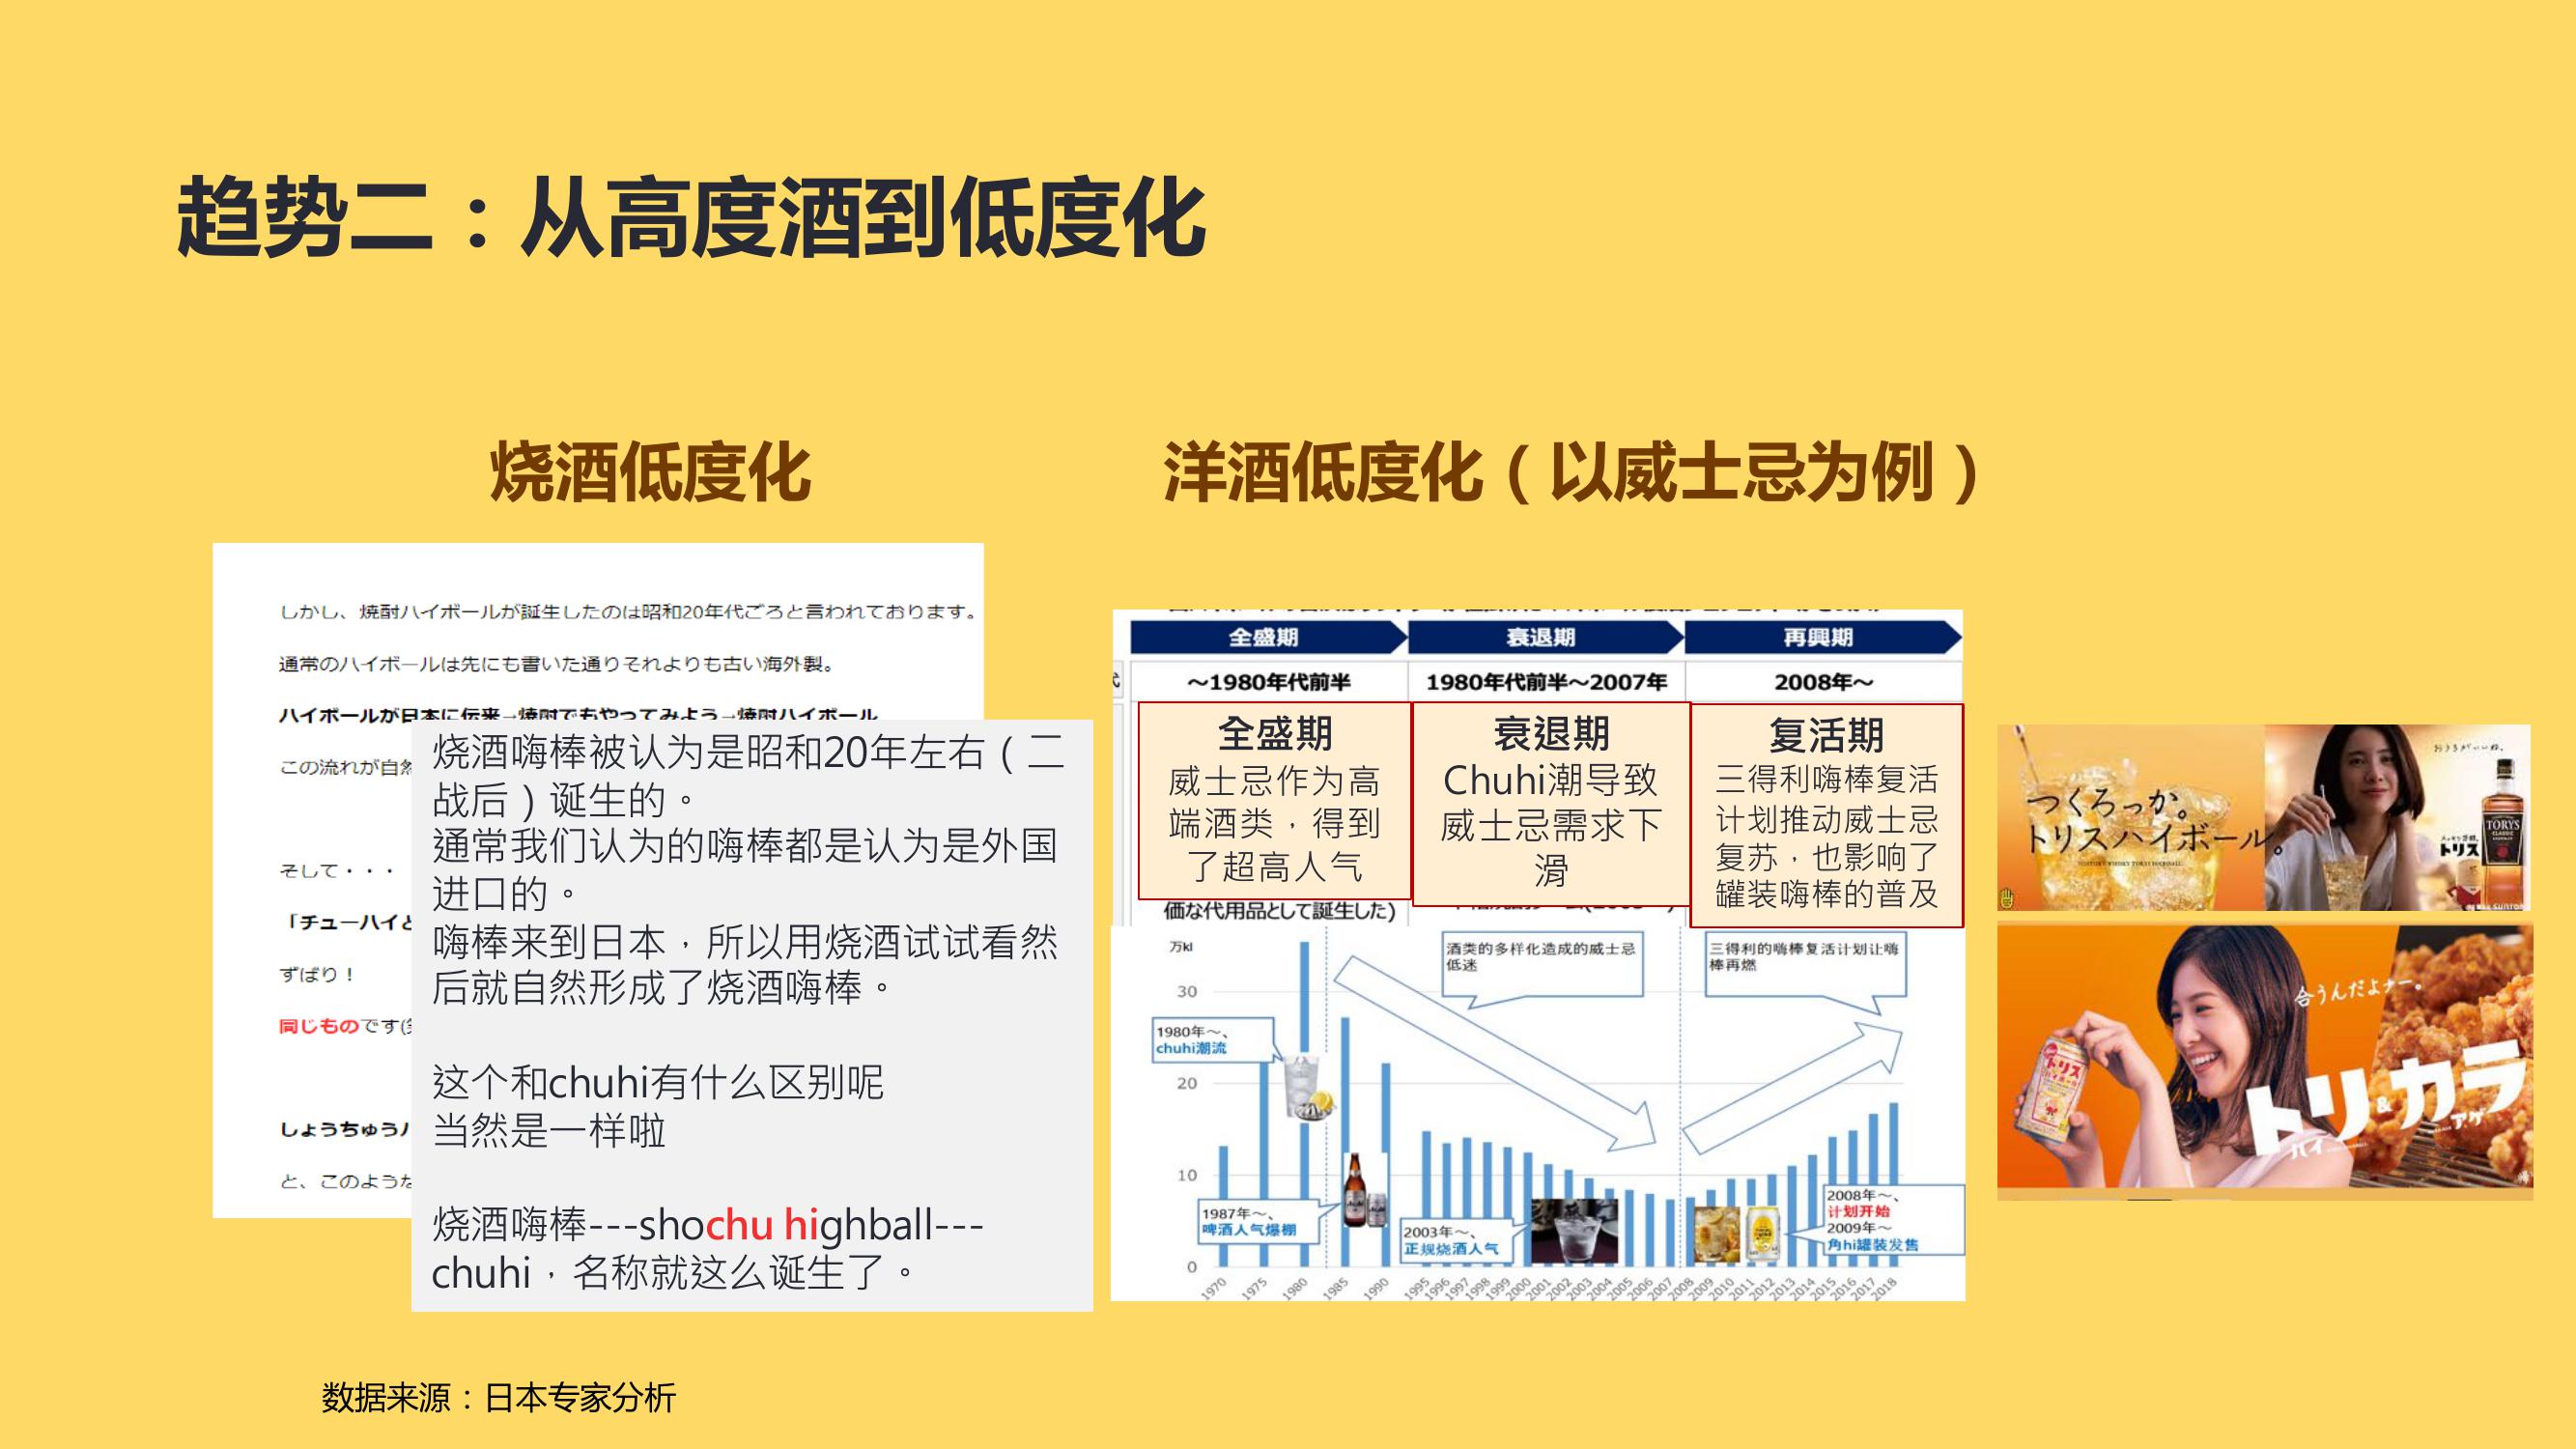 趋势二：从高度酒到低度化
烧酒低度化
しかし、焼酎ハイボールが誕生したのは昭和20年代ごろと言われております。
通常のハイボールは先にも書いた通りそれよりも古い海外製。
ハイボールが日本に伝来→焼酎でもやってみよう→焼酎ハイボール
この流れが自然
そして・・・
「チューハイと
ずばり！
同じものです(笑
しょうちゅうハ
と、このような
烧酒嗨棒被认为是昭和20年左右（二
战后）诞生的。
通常我们认为的嗨棒都是认为是外国
进口的。
嗨棒来到日本，所以用烧酒试试看然
后就自然形成了烧酒嗨棒。
这个和chuhi有什么区别呢
当然是一样啦
烧酒嗨棒---shochu highball---
chuhi，名称就这么诞生了。
洋酒低度化（以威士忌为例）
全盛期
衰退期
再興期
～1980年代前半
1980年代前半～2007年
2008年～
全盛期
威士忌作为高
端酒类，得到
了超高人气
衰退期
Chuhi潮导致
威士忌需求下
滑
复活期
三得利嗨棒复活
计划推动威士忌
复苏，也影响了
罐装嗨棒的普及
価な代用品として誕生した)
万kl
30
20
10
0
酒类的多样化造成的威士忌
低迷
三得利的嗨棒复活计划让嗨
棒再燃
1980年～、
chuhi潮流
1987年～、
啤酒人气爆棚
2003年～、
正规烧酒人气
2008年～、
计划开始
2009年～
角hi罐装发售
1970
1975
1980
1985
1990
1995
1996
1997
1998
1999
2000
2001
2002
2003
2004
2005
2006
2007
2008
2009
2010
2011
2012
2013
2014
2015
2016
2017
2018
つくろっか。
トリスハイボール。
おうちがいいね、
TORYS
CLASSIC
トリス
合うんだよナー。
トリス
トリ&カラ
ハイ
アゲ
数据来源：日本专家分析